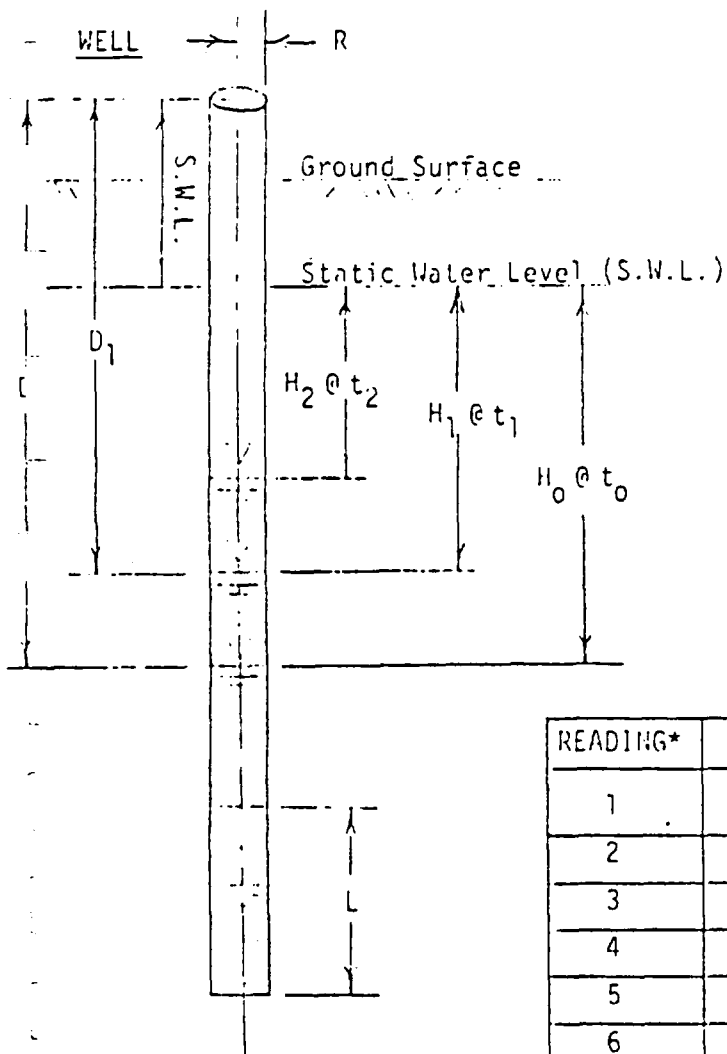 WELL
R
S.W.L.
Ground Surface
Static Water Level (S.W.L.)
D1
H2 @ t2
H1 @ t1
H0 @ t0
L
READING*
1
2
3
4
5
6